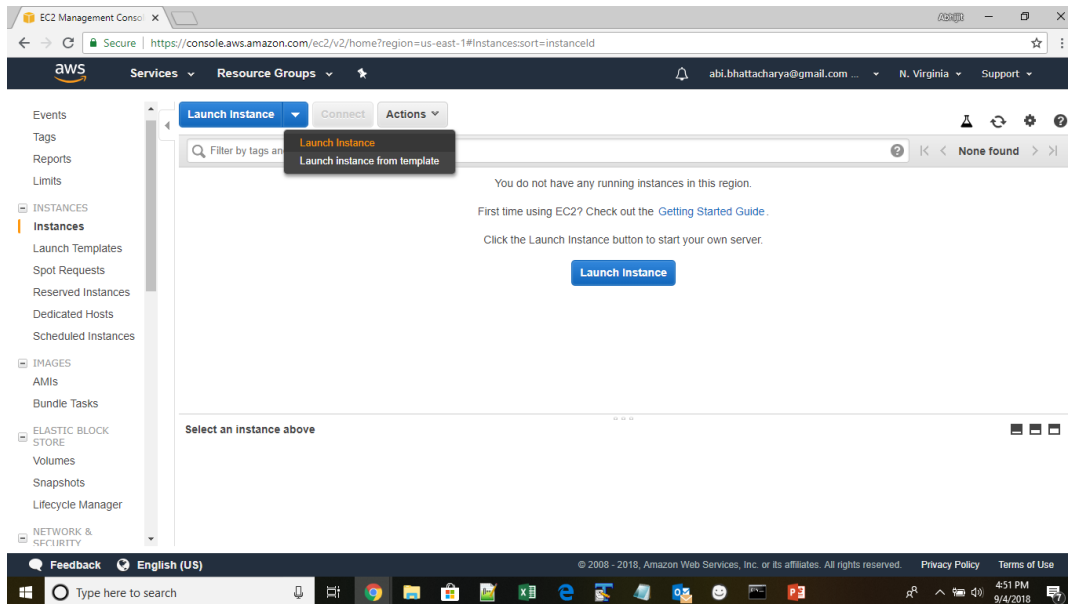 EC2 Management Consol
Abhijit
Secure
https://console.aws.amazon.com/ec2/v2/home?region=us-east-1#Instances:sort=instanceId
aws
Services
Resource Groups
abi.bhattacharya@gmail.com ...
N. Virginia
Support
Events
Tags
Reports
Limits
INSTANCES
Instances
Launch Templates
Spot Requests
Reserved Instances
Dedicated Hosts
Scheduled Instances
IMAGES
AMIs
Bundle Tasks
ELASTIC BLOCK
STORE
Volumes
Snapshots
Lifecycle Manager
NETWORK &
SECURITY
Launch Instance
Connect
Actions
Launch Instance
Launch instance from template
Filter by tags an
None found
You do not have any running instances in this region.
First time using EC2? Check out the Getting Started Guide.
Click the Launch Instance button to start your own server.
Launch Instance
Select an instance above
Feedback
English (US)
© 2008 - 2018, Amazon Web Services, Inc. or its affiliates. All rights reserved.
Privacy Policy
Terms of Use
Type here to search
4:51 PM
9/4/2018